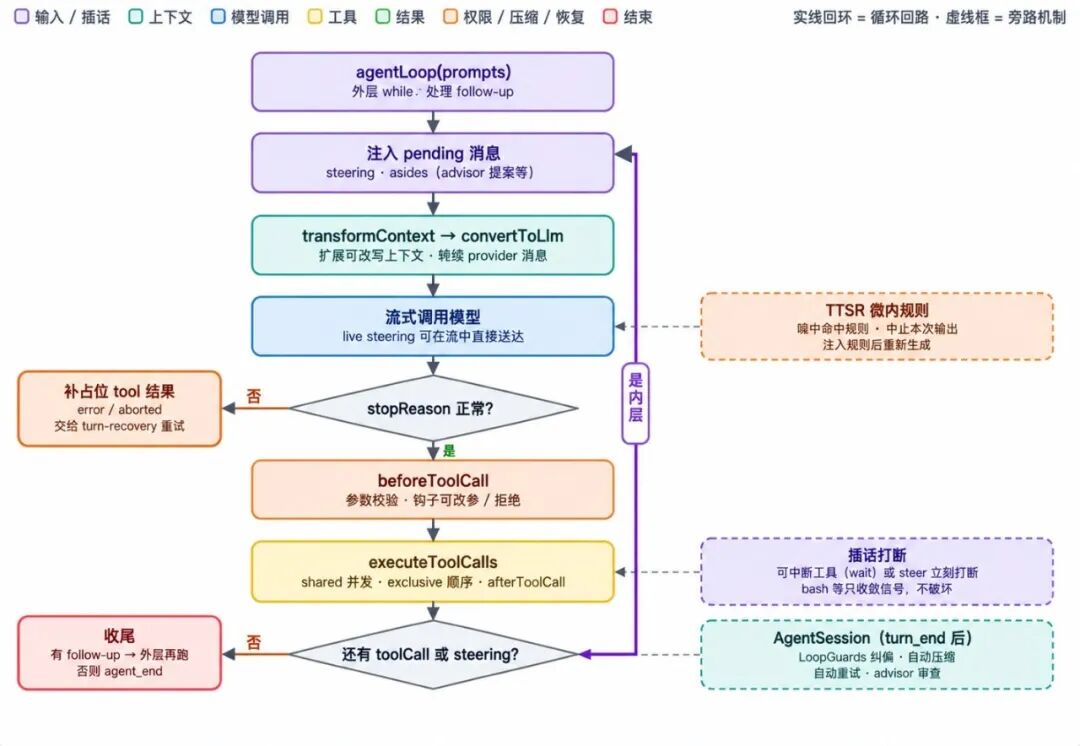 输入 / 插话 上下文 模型调用 工具 结果 权限 / 压缩 / 恢复 结束 实线回环 = 循环回路 · 虚线框 = 旁路机制
agentLoop(prompts)
外层 while · 处理 follow-up
注入 pending 消息
steering · asides（advisor 提案等）
transformContext → convertToLlm
扩展可改写上下文 · 转续 provider 消息
流式调用模型
live steering 可在流中直接送达
TTSR 微内规则
中命中规则 · 中止本次输出
注入规则后重新生成
补占位 tool 结果
error / aborted
交给 turn-recovery 重试
否
stopReason 正常?
是
是内层
beforeToolCall
参数校验 · 钩子可改参 / 拒绝
executeToolCalls
shared 并发 · exclusive 顺序 · afterToolCall
插话打断
可中断工具（wait）或 steer 立刻打断
bash 等只收敛信号，不破坏
收尾
有 follow-up → 外层再跑
否则 agent_end
否
还有 toolCall 或 steering?
AgentSession（turn_end 后）
LoopGuards 纠偏 · 自动压缩
自动重试 · advisor 审查